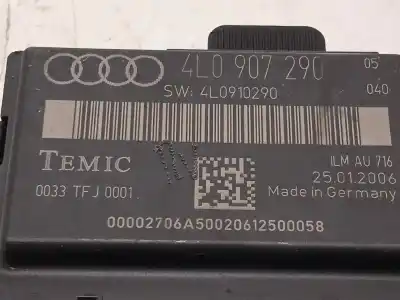 4L0 907 290 05
SW: 4L0910290 040
TEMIC ILM AU 716
0033 TFJ 0001 25.01.2006
Made in Germany
00002706A50020612500058